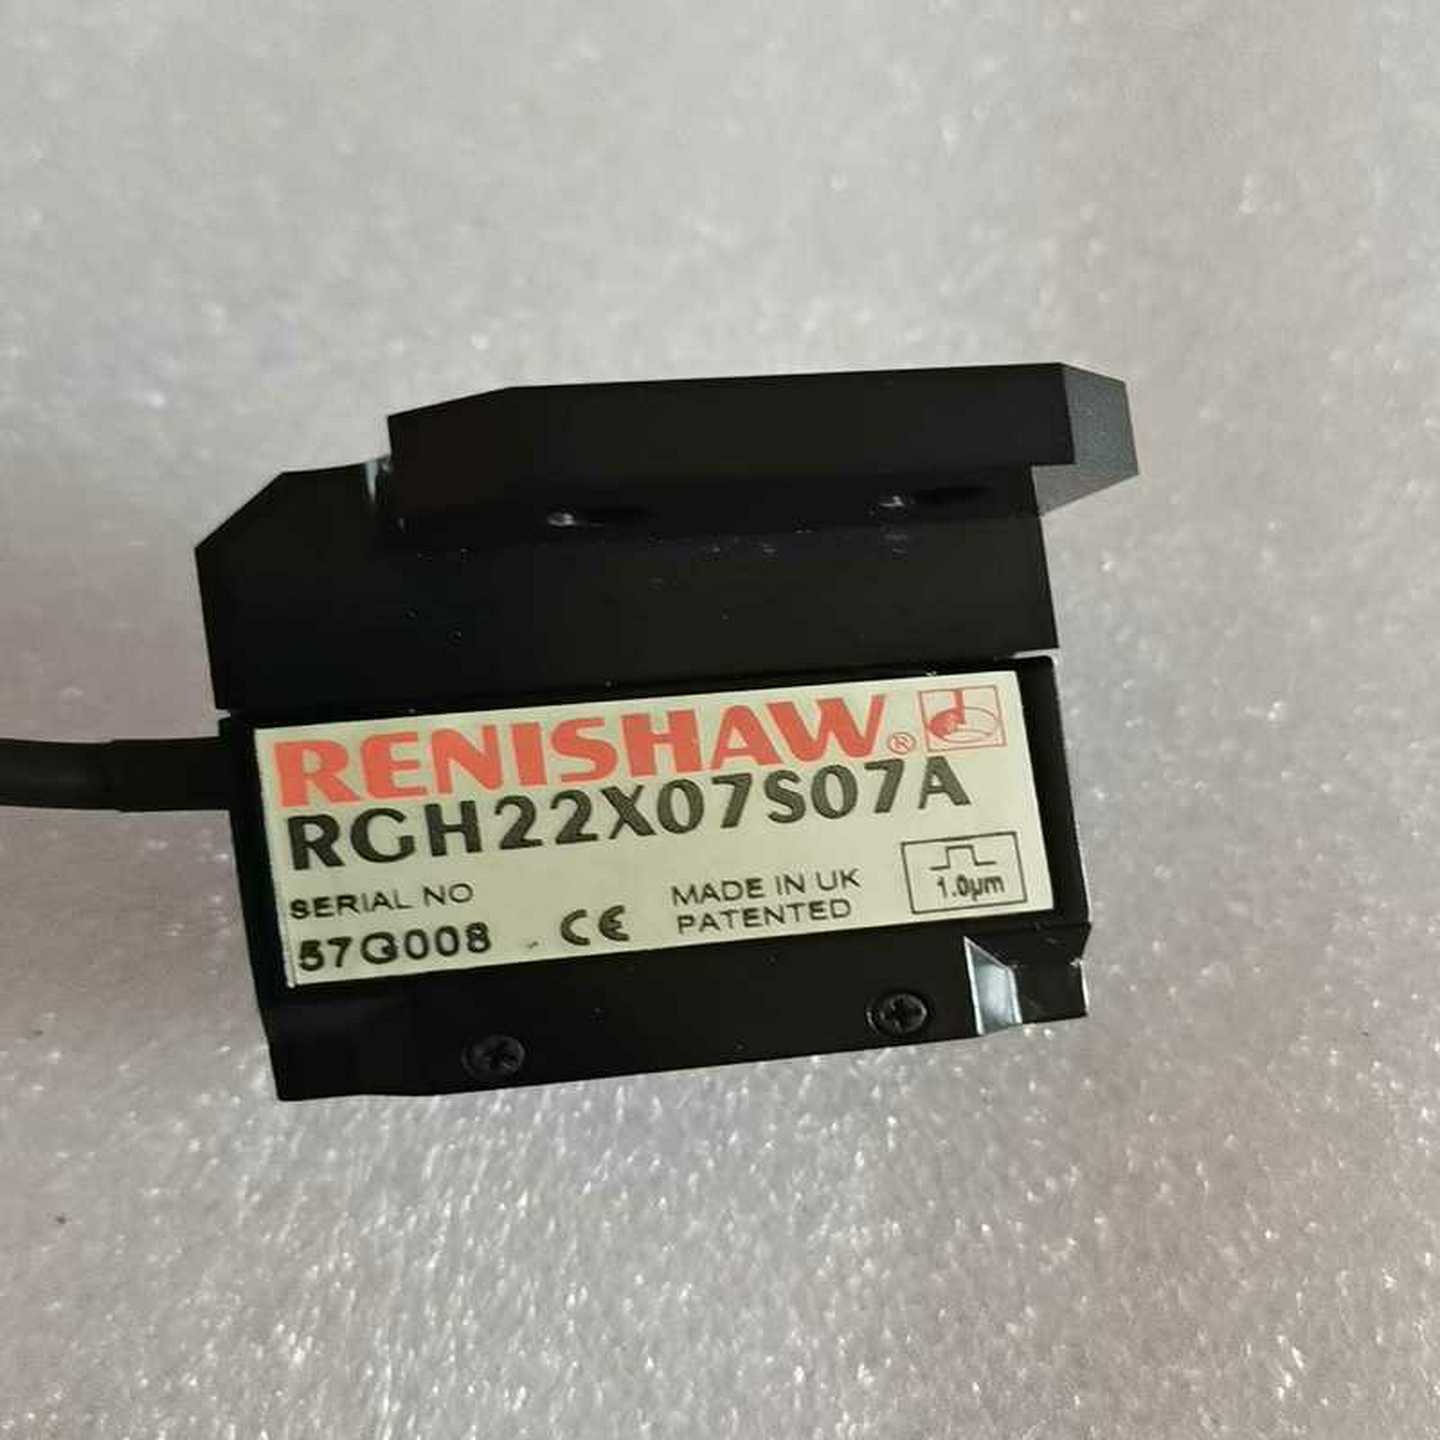 RENISHAW®
RGH22X07S07A
SERIAL NO
57G008
CE
MADE IN UK
PATENTED
1.0µm